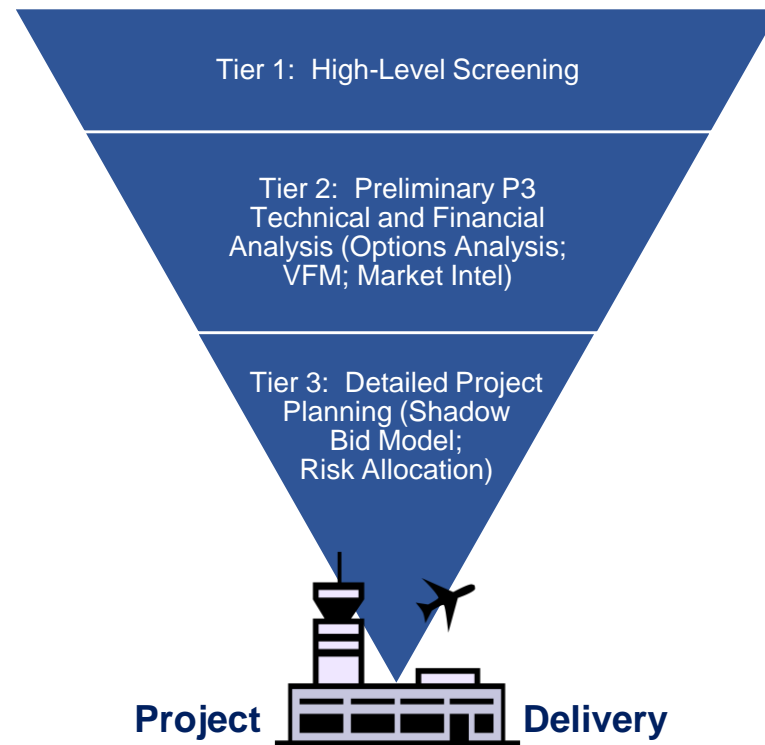 Tier 1:  High-Level Screening
Tier 2:  Preliminary P3
Technical and Financial
Analysis (Options Analysis;
VFM; Market Intel)
Tier 3:  Detailed Project
Planning (Shadow
Bid Model;
Risk Allocation)
Project Delivery